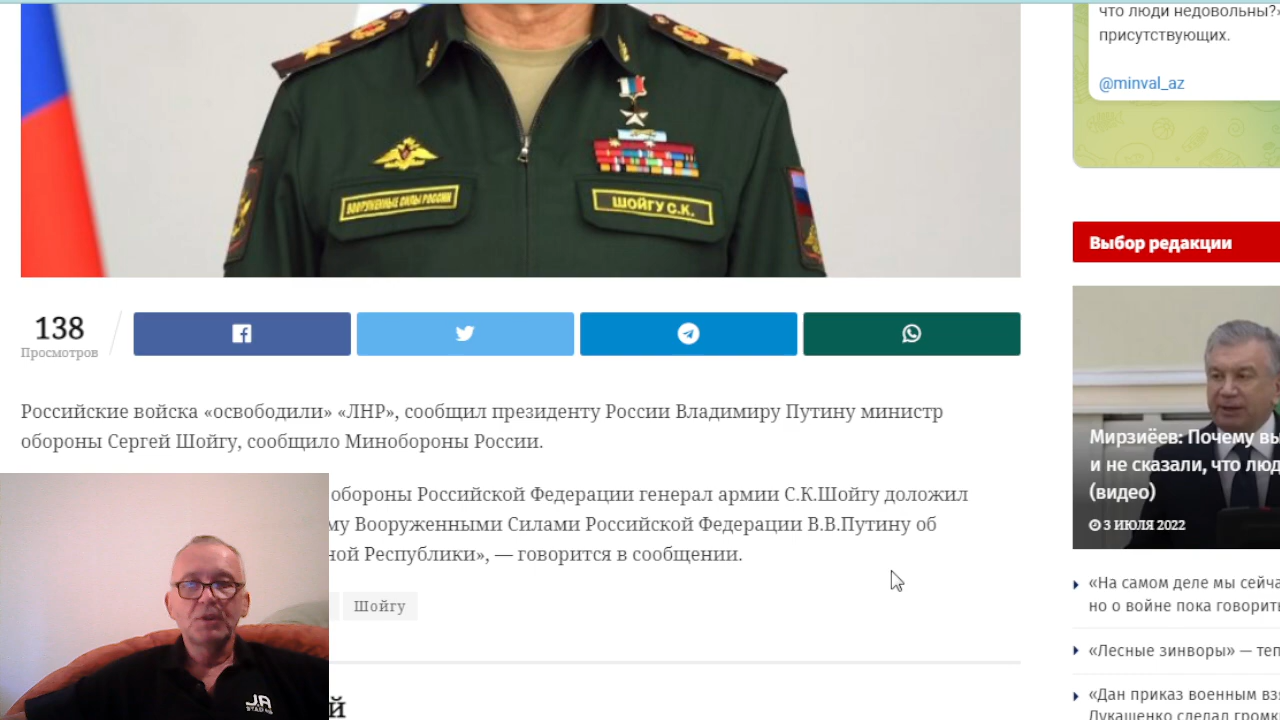 что люди недовольны?»
присутствующих.
@minval_az
ВООРУЖЕННЫЕ СИЛЫ РОССИИ
ШОЙГУ С.К.
Выбор редакции
138
Просмотров
Российские войска «освободили» «ЛНР», сообщил президенту России Владимиру Путину министр
обороны Сергей Шойгу, сообщило Минобороны России.
обороны Российской Федерации генерал армии С.К.Шойгу доложил
му Вооруженными Силами Российской Федерации В.В.Путину об
ной Республики», — говорится в сообщении.
Шойгу
й
Мирзиёев: Почему вы
и не сказали, что люд
(видео)
3 ИЮЛЯ 2022
«На самом деле мы сейча
но о войне пока говорить
«Лесные зинворы» — теп
«Дан приказ военным взя
Лукашенко сделал громк
JA